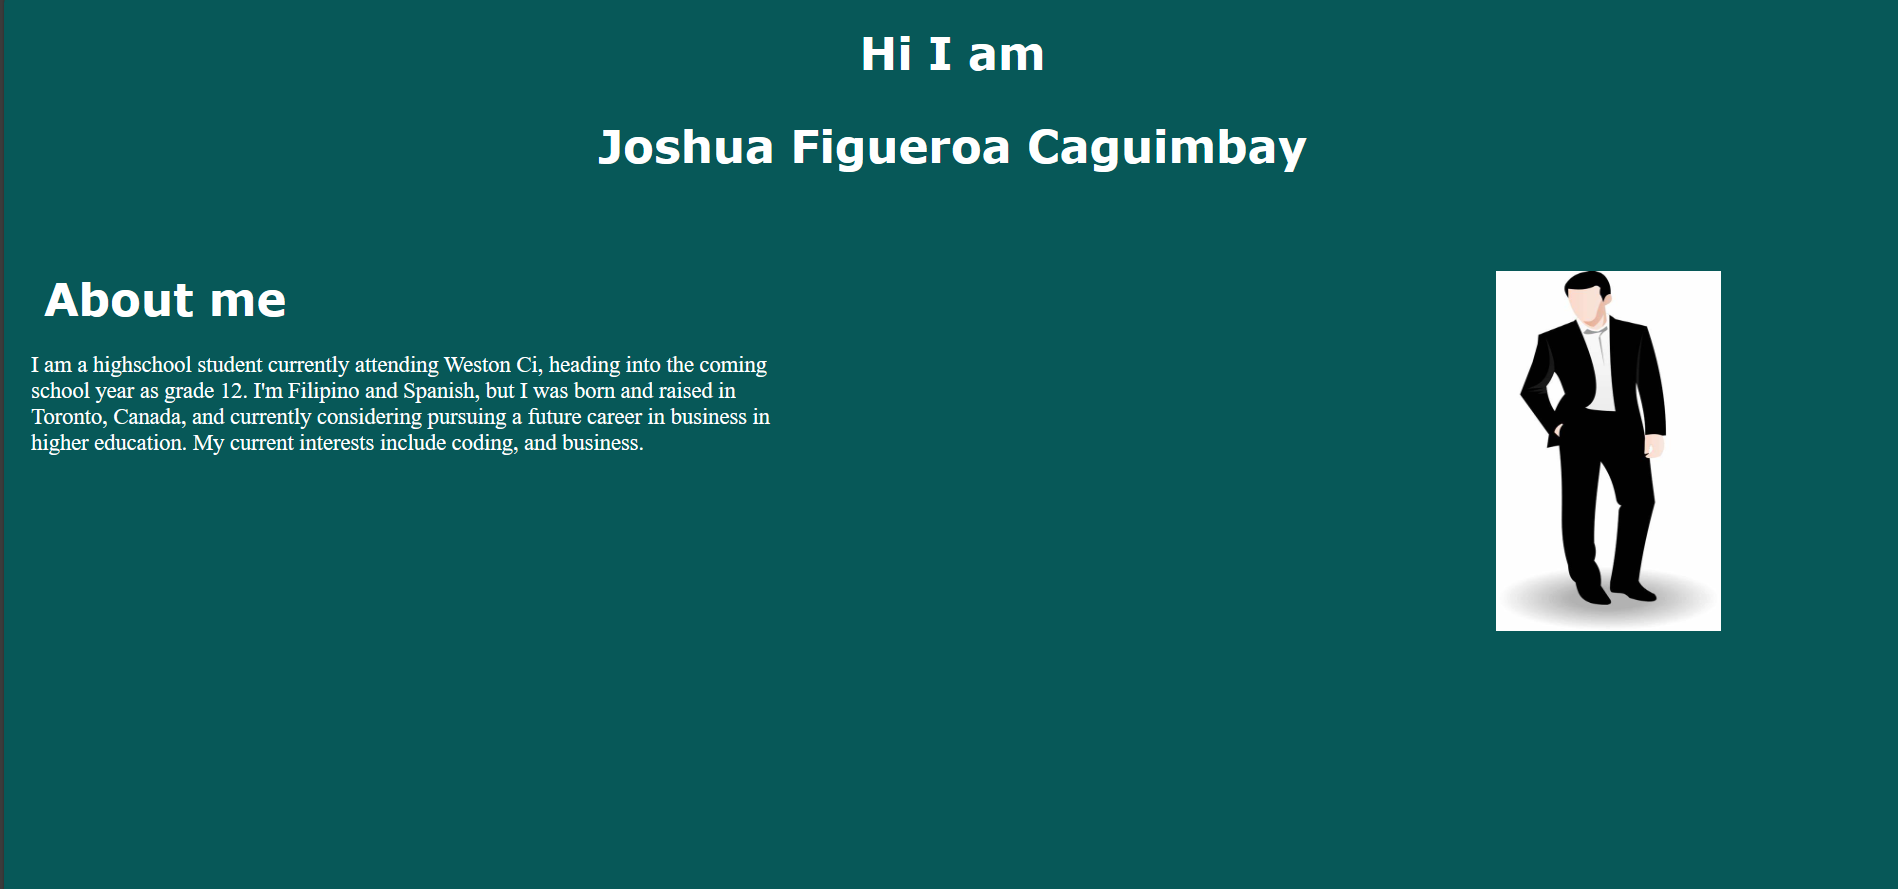 Hi I am
Joshua Figueroa Caguimbay
About me
I am a highschool student currently attending Weston Ci, heading into the coming
school year as grade 12. I'm Filipino and Spanish, but I was born and raised in
Toronto, Canada, and currently considering pursuing a future career in business in
higher education. My current interests include coding, and business.